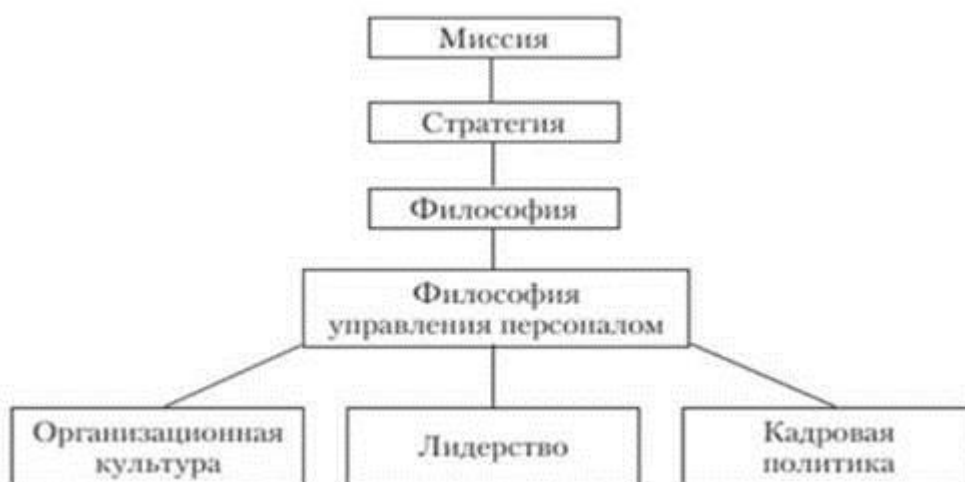 Миссия
Стратегия
Философия
Философия
управления персоналом
Организационная
культура
Лидерство
Кадровая
политика